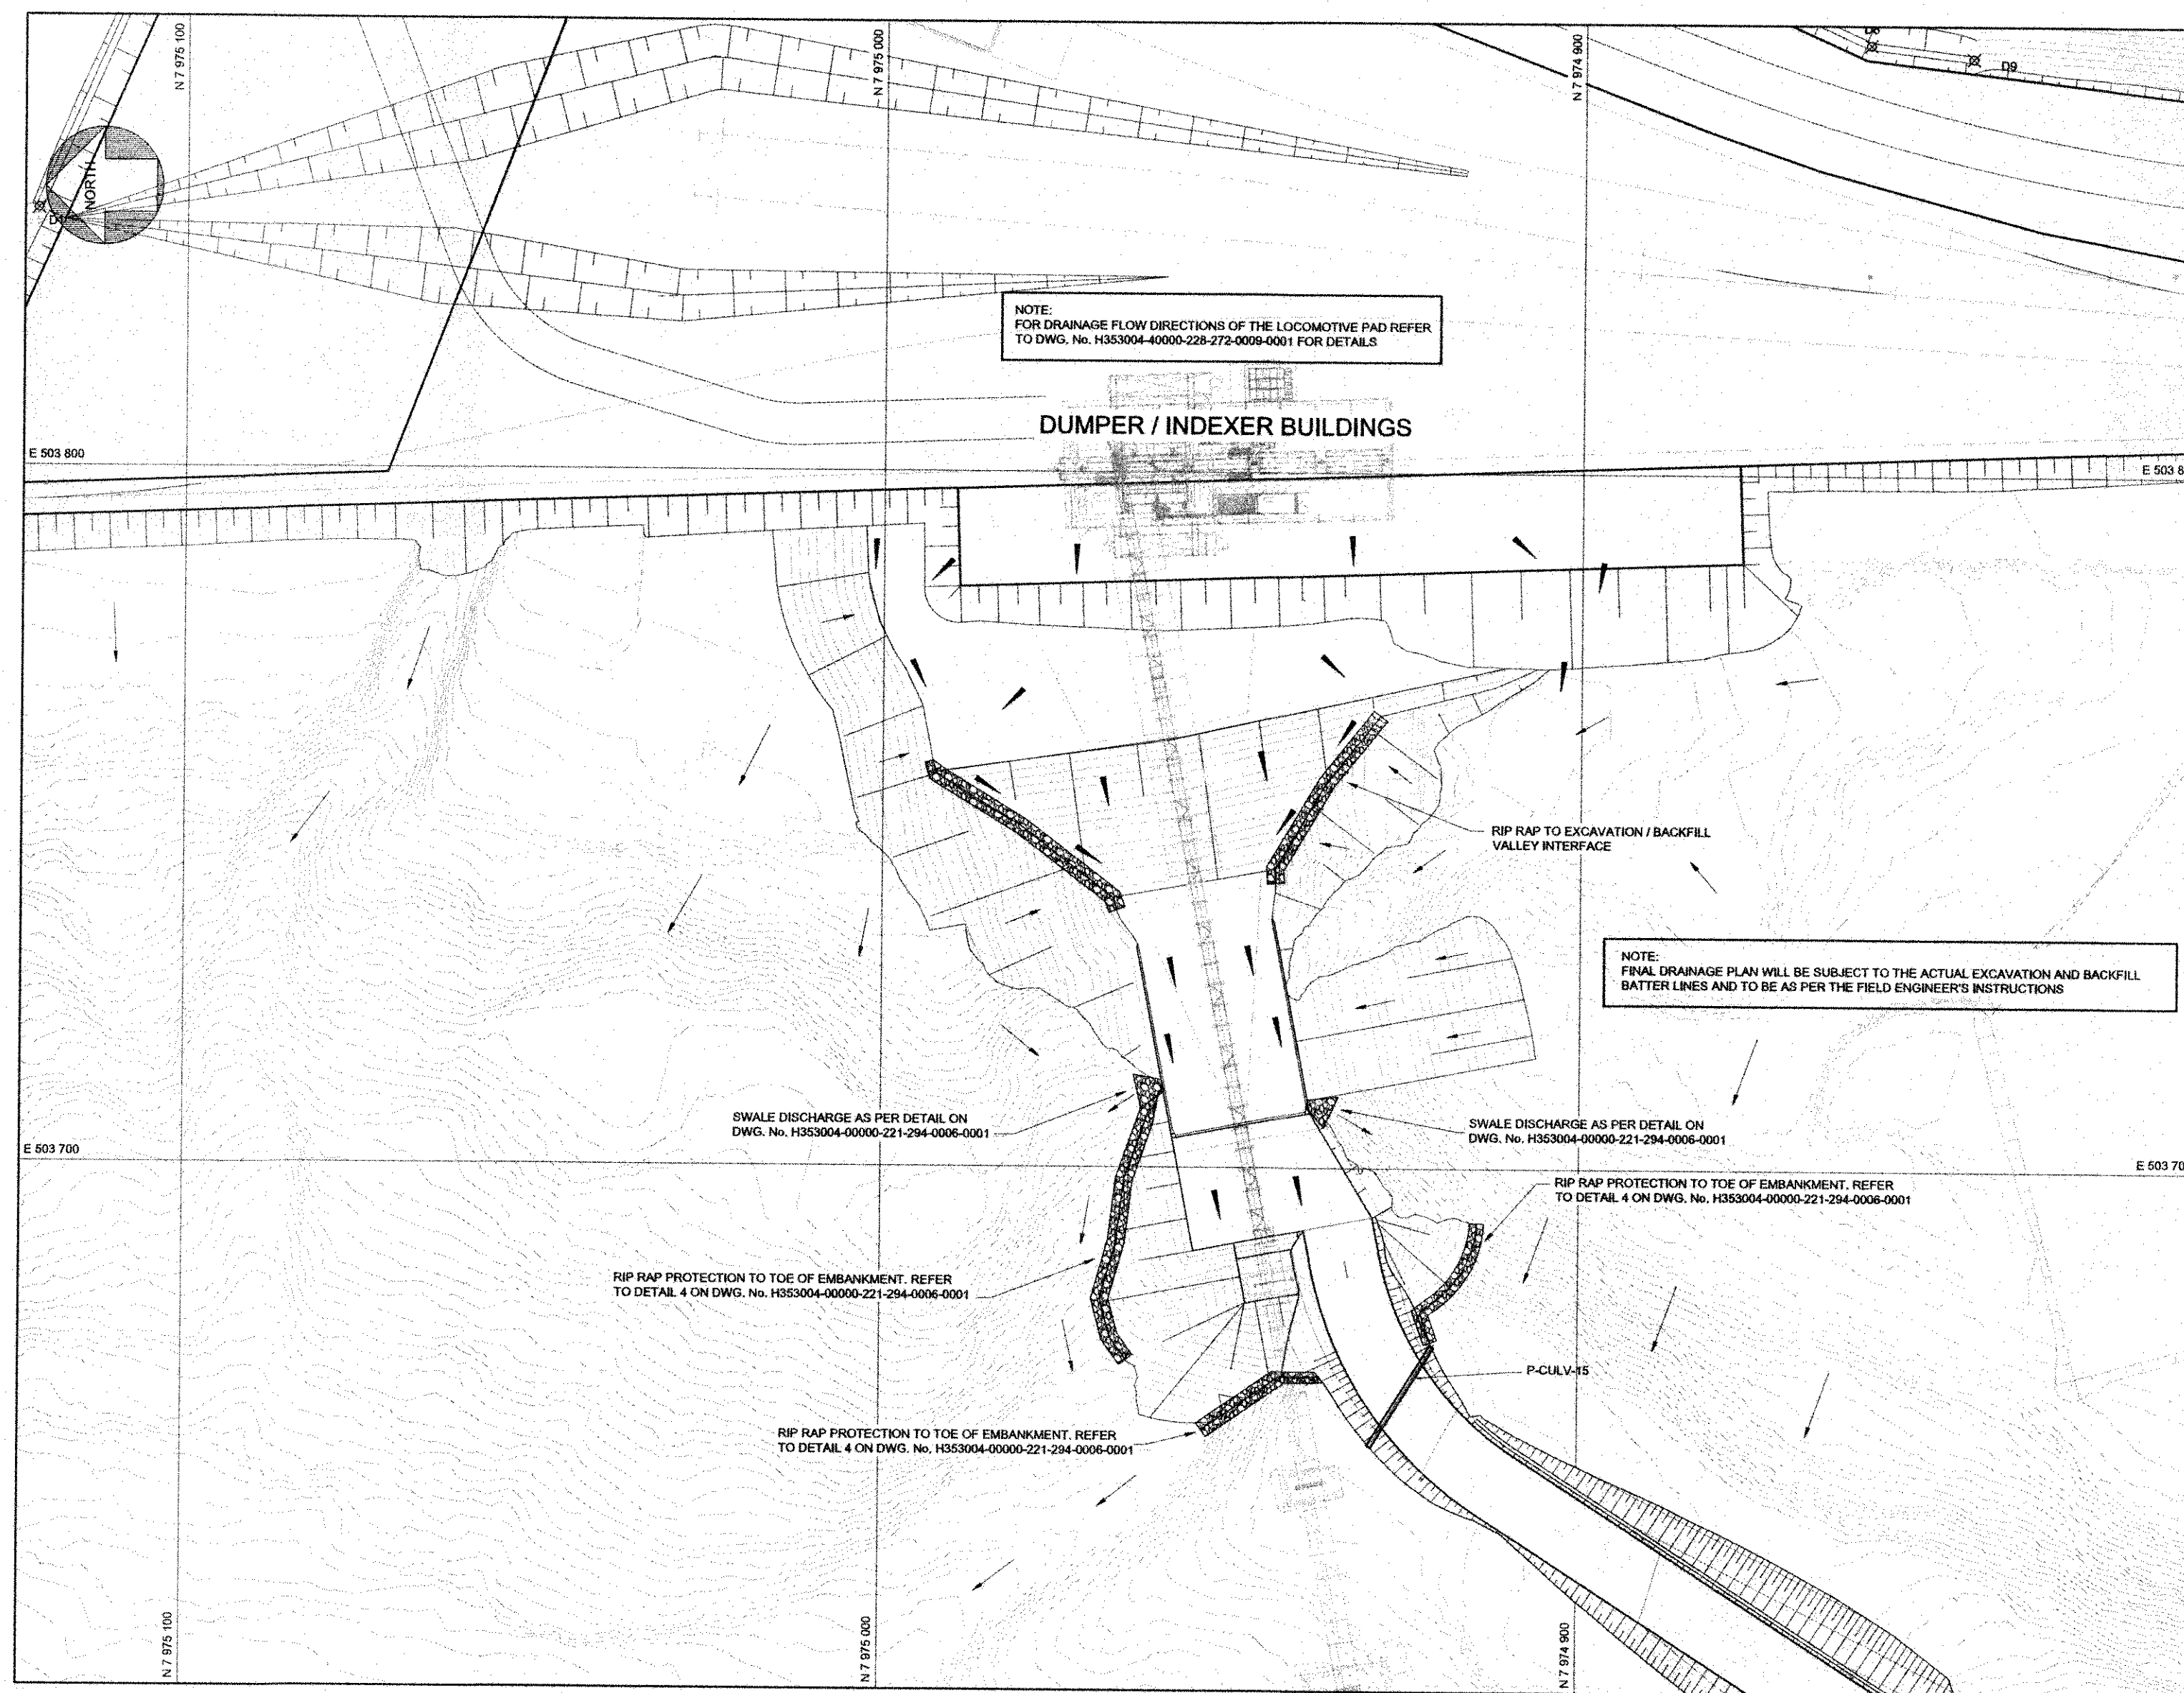 N 7 975 100
N 7 975 000
N 7 974 900
D9
NORTH
NOTE:
FOR DRAINAGE FLOW DIRECTIONS OF THE LOCOMOTIVE PAD REFER
TO DWG. No. H353004-40000-228-272-0009-0001 FOR DETAILS
DUMPER / INDEXER BUILDINGS
E 503 800
E 503 8
RIP RAP TO EXCAVATION / BACKFILL
VALLEY INTERFACE
NOTE:
FINAL DRAINAGE PLAN WILL BE SUBJECT TO THE ACTUAL EXCAVATION AND BACKFILL
BATTER LINES AND TO BE AS PER THE FIELD ENGINEER'S INSTRUCTIONS
SWALE DISCHARGE AS PER DETAIL ON
DWG. No. H353004-00000-221-294-0006-0001
SWALE DISCHARGE AS PER DETAIL ON
DWG. No. H353004-00000-221-294-0006-0001
E 503 700
E 503 70
RIP RAP PROTECTION TO TOE OF EMBANKMENT. REFER
TO DETAIL 4 ON DWG. No. H353004-00000-221-294-0006-0001
RIP RAP PROTECTION TO TOE OF EMBANKMENT. REFER
TO DETAIL 4 ON DWG. No. H353004-00000-221-294-0006-0001
P-CULV-15
RIP RAP PROTECTION TO TOE OF EMBANKMENT. REFER
TO DETAIL 4 ON DWG. No. H353004-00000-221-294-0006-0001
N 7 975 100
N 7 975 000
N 7 974 900